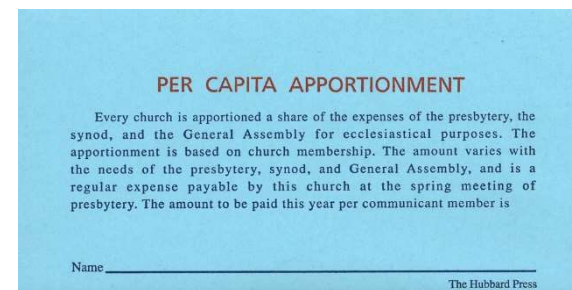 PER CAPITA APPORTIONMENT
Every church is apportioned a share of the expenses of the presbytery, the
synod, and the General Assembly for ecclesiastical purposes. The
apportionment is based on church membership. The amount varies with
the needs of the presbytery, synod, and General Assembly, and is a
regular expense payable by this church at the spring meeting of
presbytery. The amount to be paid this year per communicant member is
Name
The Hubbard Press